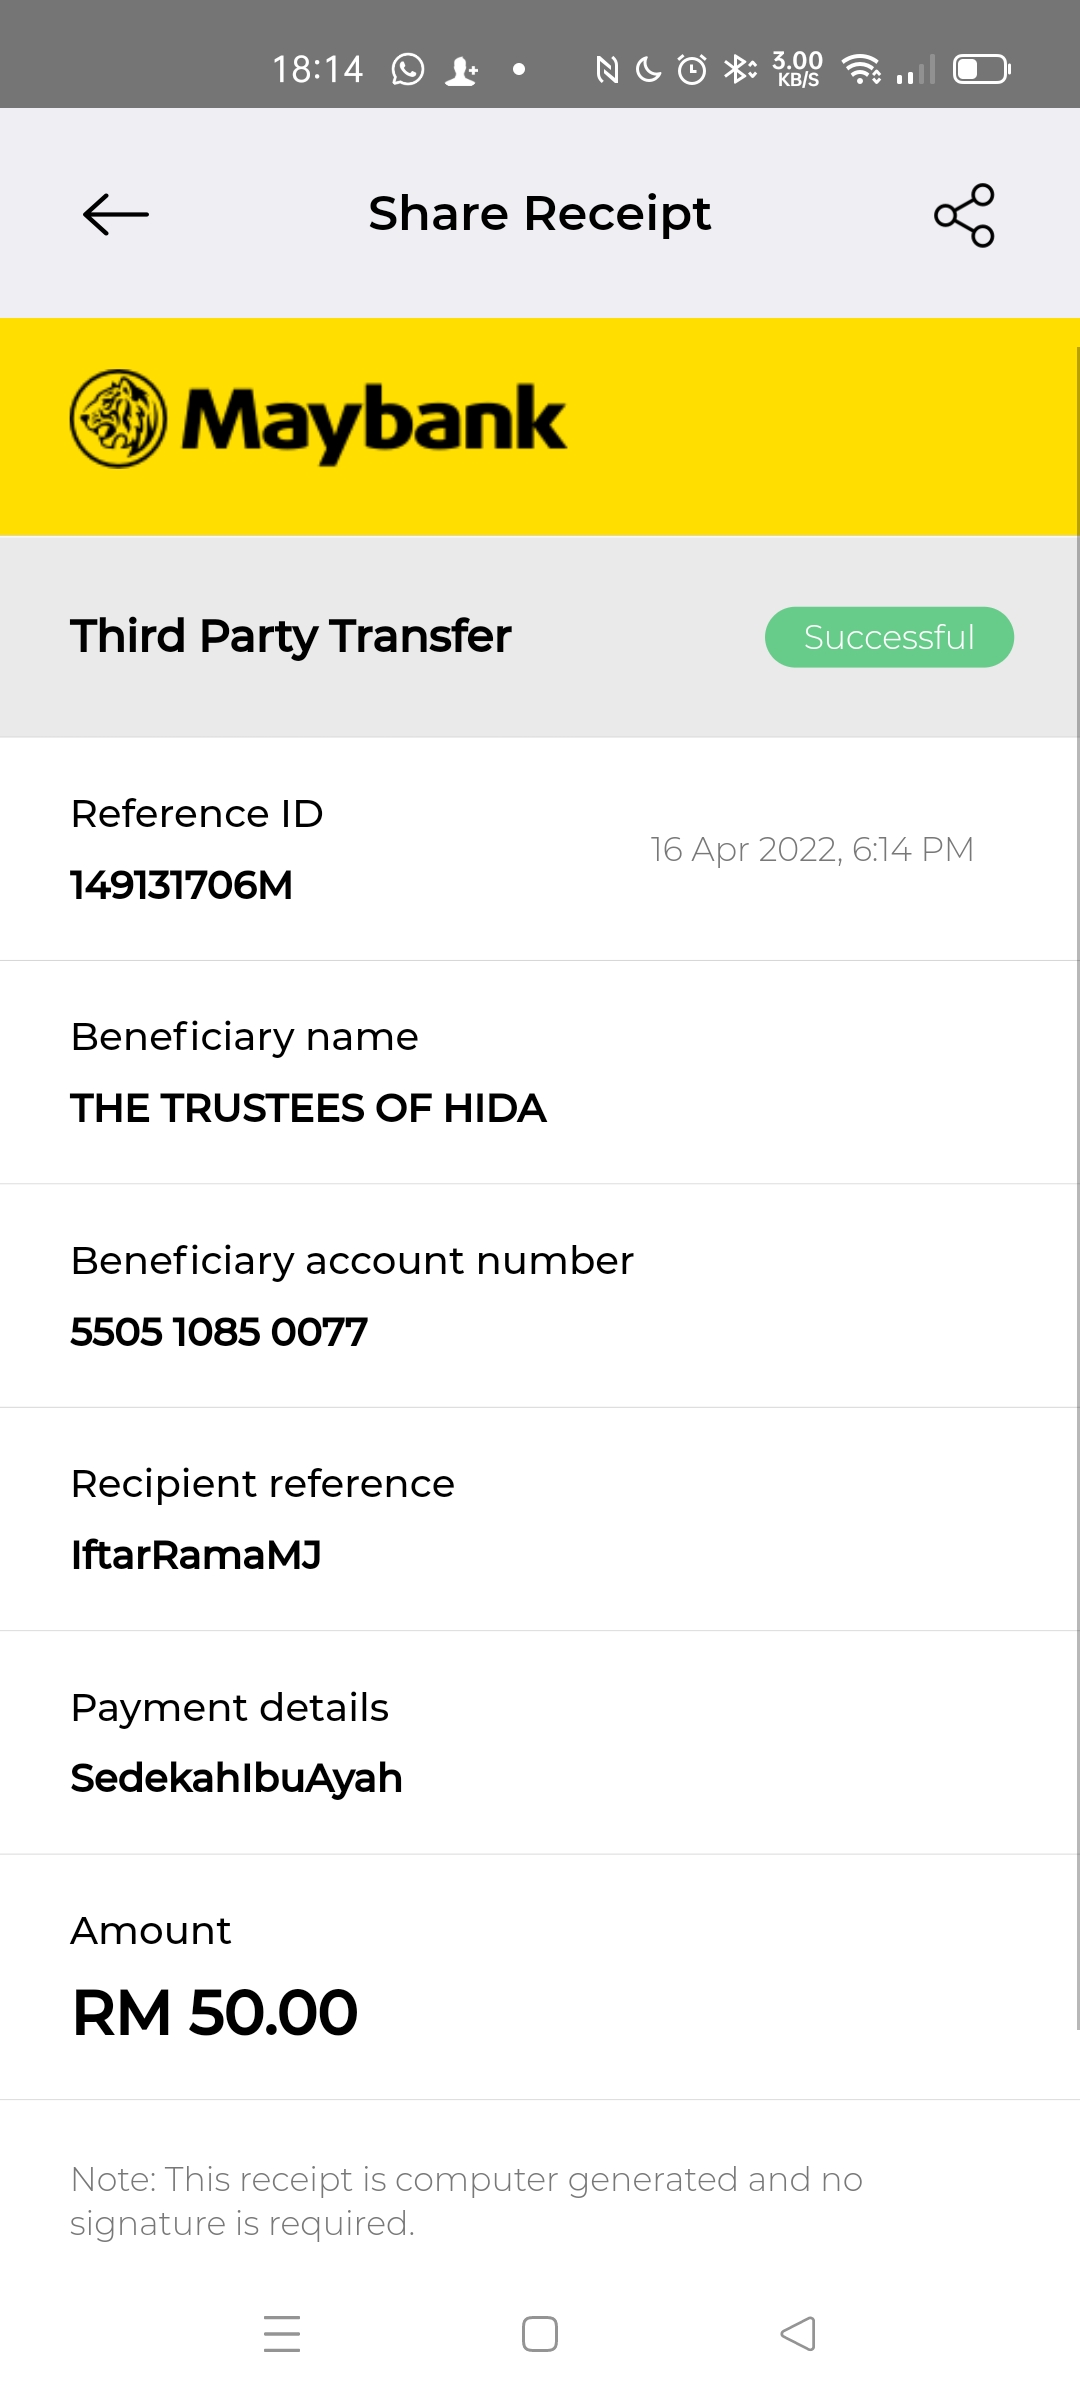 18:14 3.00 KB/S
Share Receipt
Maybank
Third Party Transfer Successful
Reference ID
16 Apr 2022, 6:14 PM
149131706M
Beneficiary name
THE TRUSTEES OF HIDA
Beneficiary account number
5505 1085 0077
Recipient reference
IftarRamaMJ
Payment details
SedekahIbuAyah
Amount
RM 50.00
Note: This receipt is computer generated and no
signature is required.